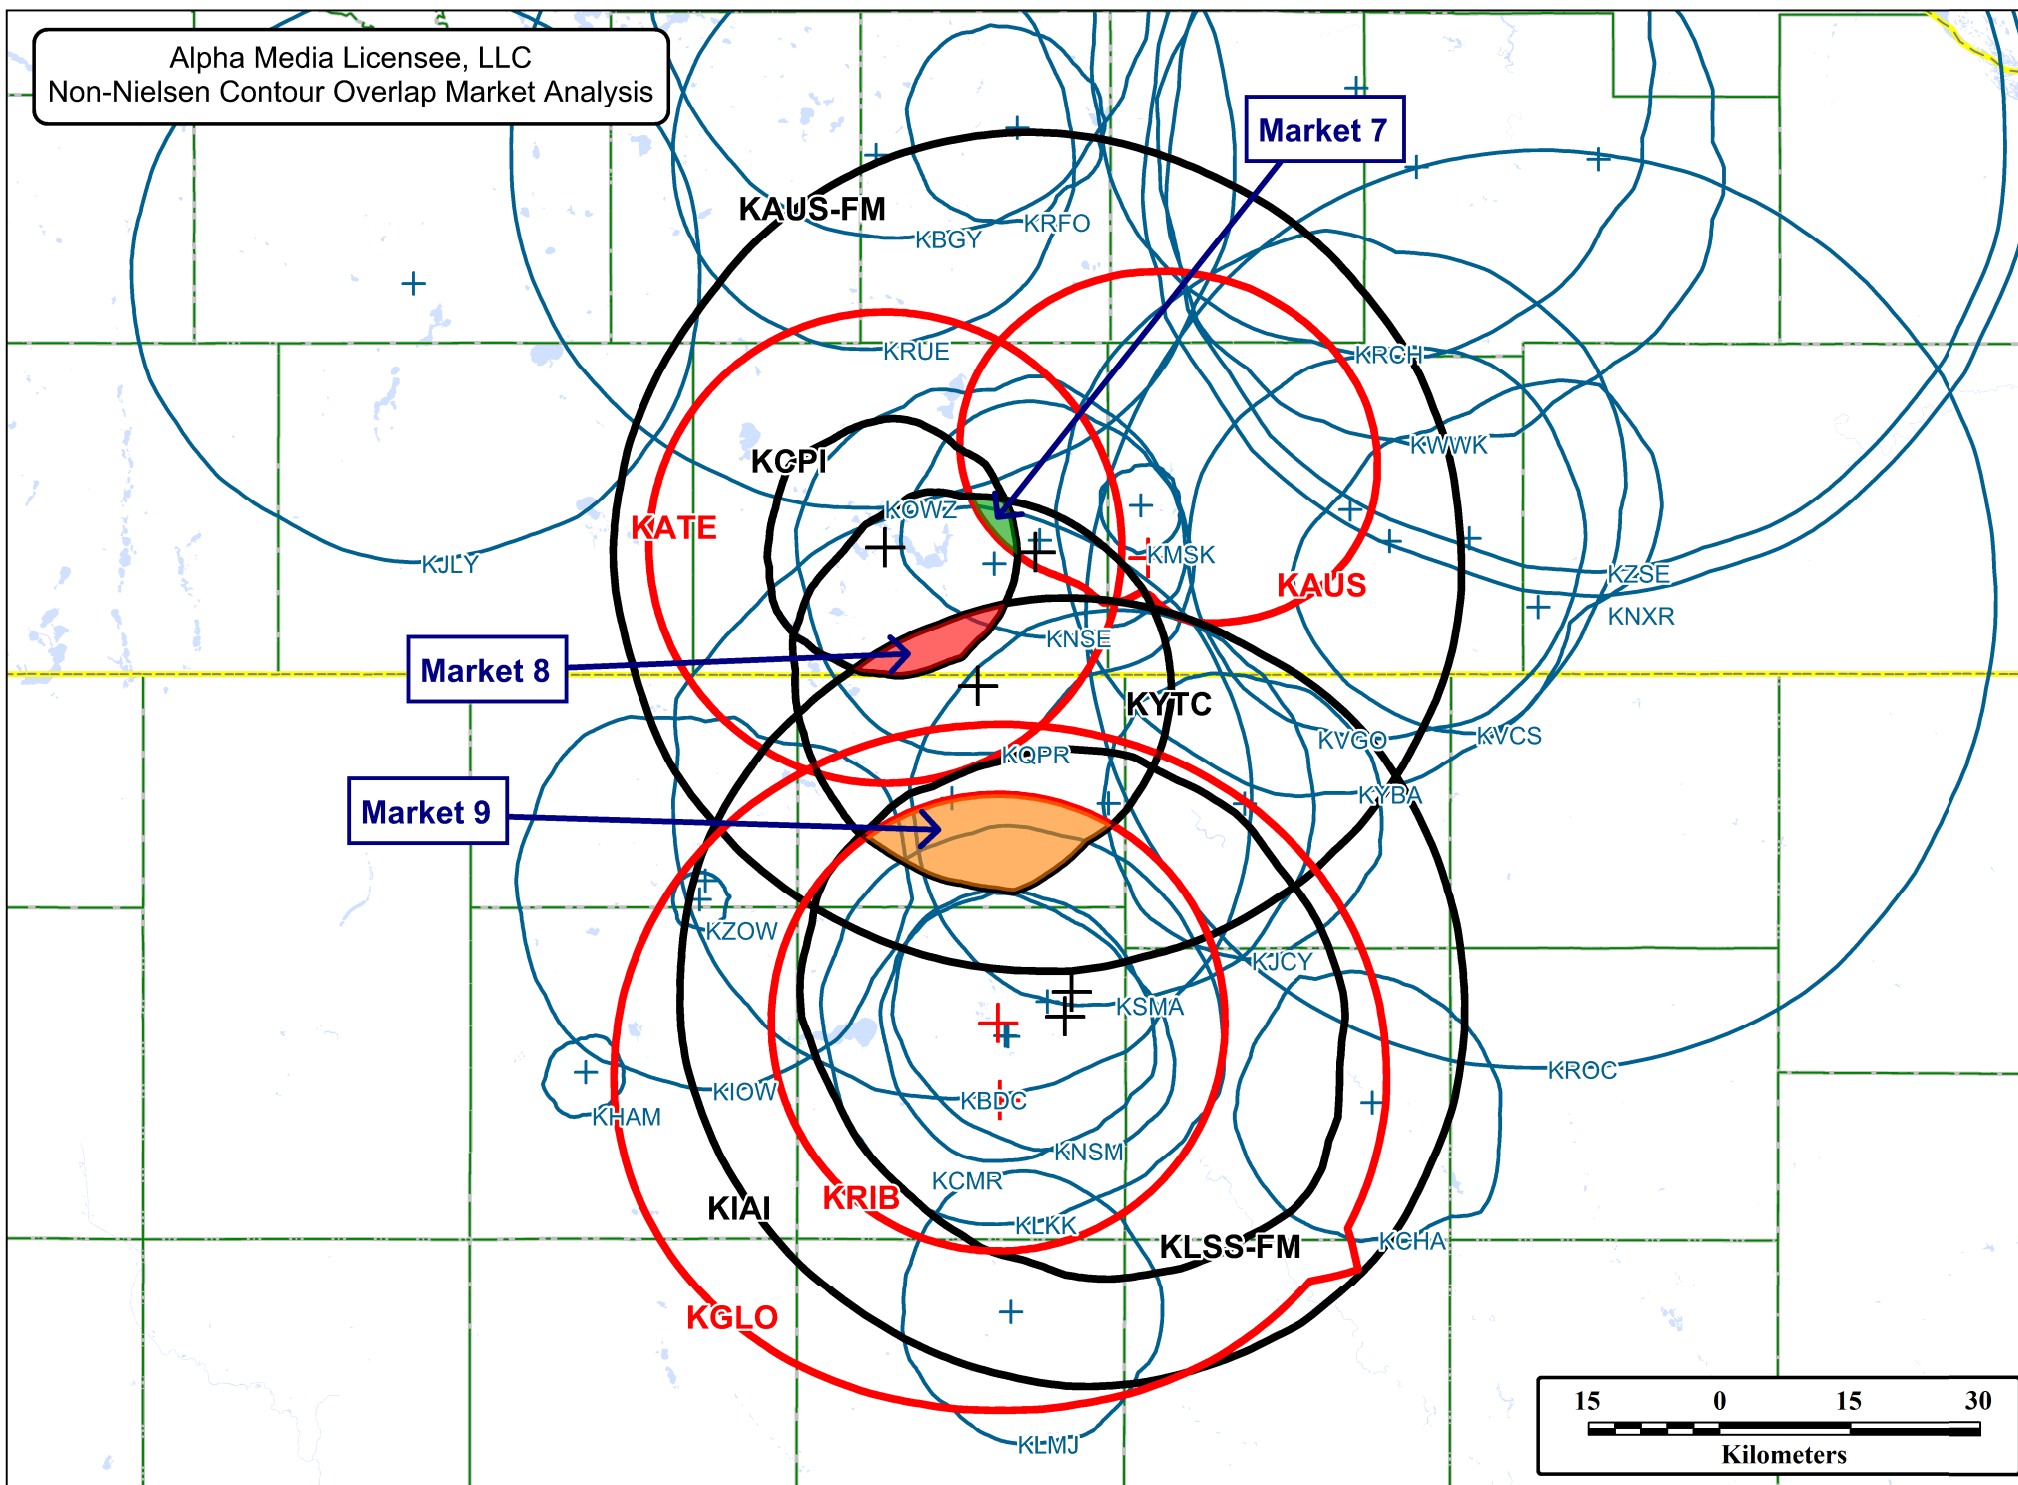 Alpha Media Licensee, LLC
Non-Nielsen Contour Overlap Market Analysis
Market 7
KAUS-FM
KRFO
KBGY
KRUE
KRCH
KWWK
KCPI
KOWZ
KATE
KMSK
KJLY
KAUS
KZSE
KNXR
KNSE
Market 8
KYTC
KVGO
KVCS
KQPR
KYBA
Market 9
KZOW
KJCY
KSMA
KROC
KIOW
KBDC
KHAM
KNSM
KCMR
KRIB
KIAI
KLKK
KLSS-FM
KCHA
KGLO
KLMJ
15 0 15 30
Kilometers